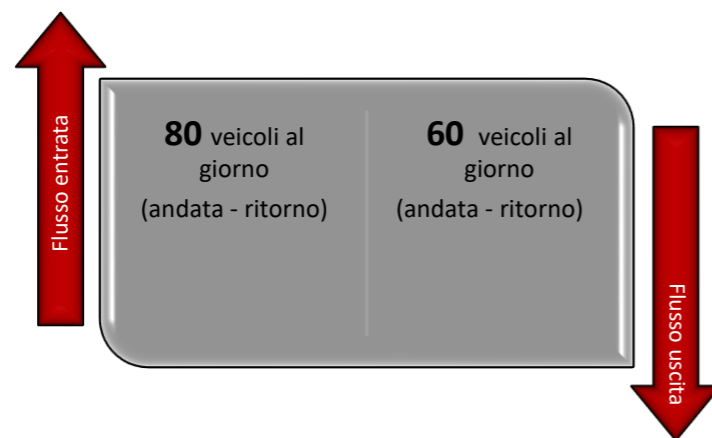 Flusso entrata
80 veicoli al
giorno
(andata - ritorno)
60 veicoli al
giorno
(andata - ritorno)
Flusso uscita